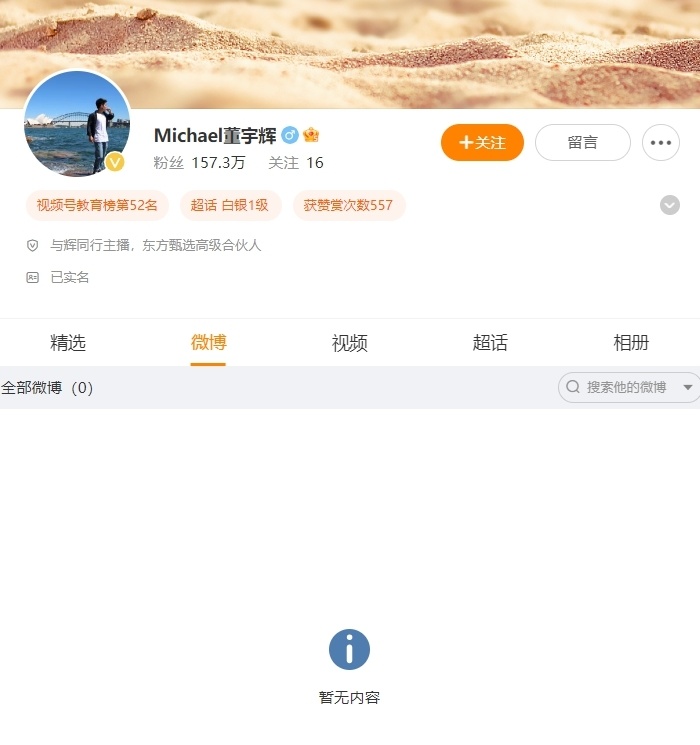 Michael董宇辉
粉丝 157.3万 关注 16
+关注
留言
视频号教育榜第52名 超话 白银1级 获赞赏次数557
与辉同行主播，东方甄选高级合伙人
已实名
精选 微博 视频 超话 相册
全部微博（0）
搜索他的微博
暂无内容